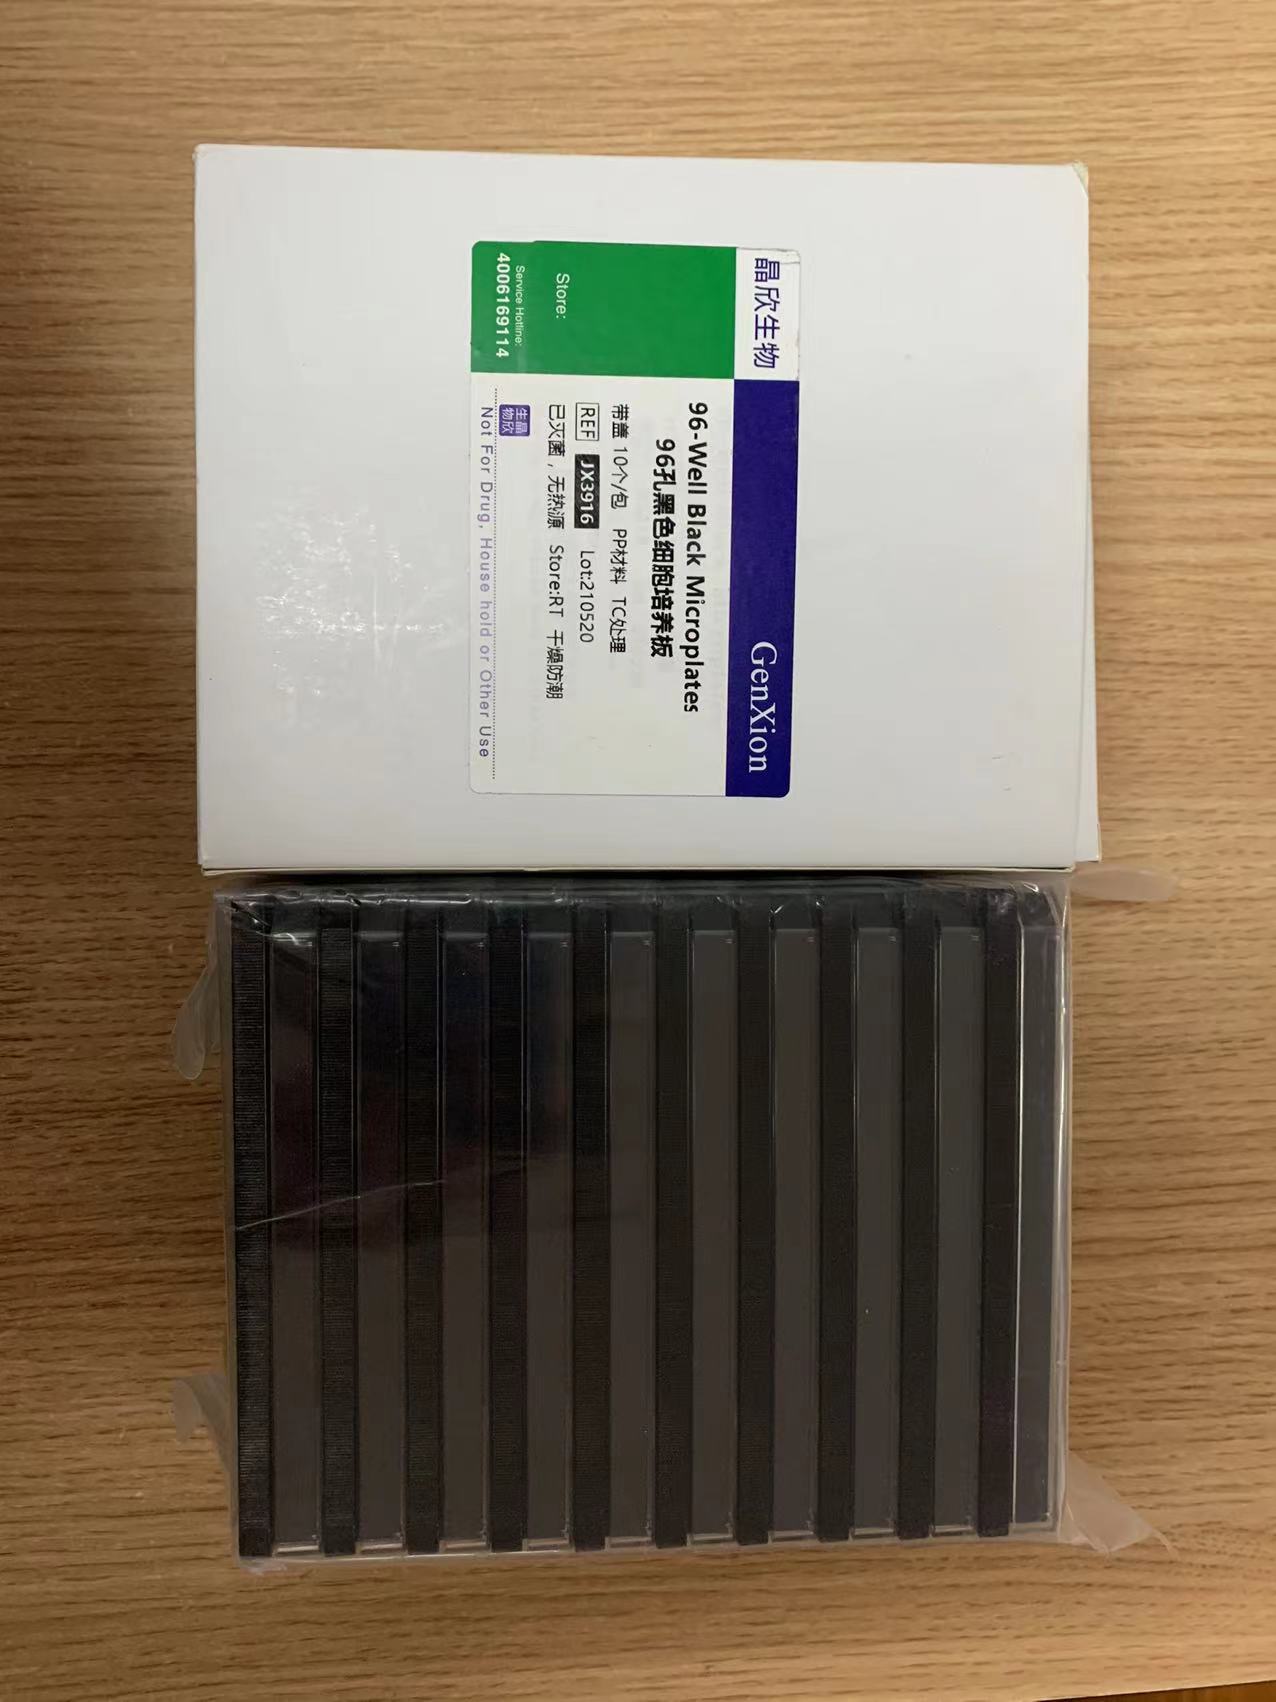 晶欣生物
GenXion
96-Well Black Microplates
96孔黑色细胞培养板
带盖 10个/包 PP材料 TC处理
REF JX3916 Lot:210520
已灭菌，无热源 Store:RT 干燥防潮
Store:
Service Hotline:
4006169114
晶欣
生物
Not For Drug, House hold or Other Use